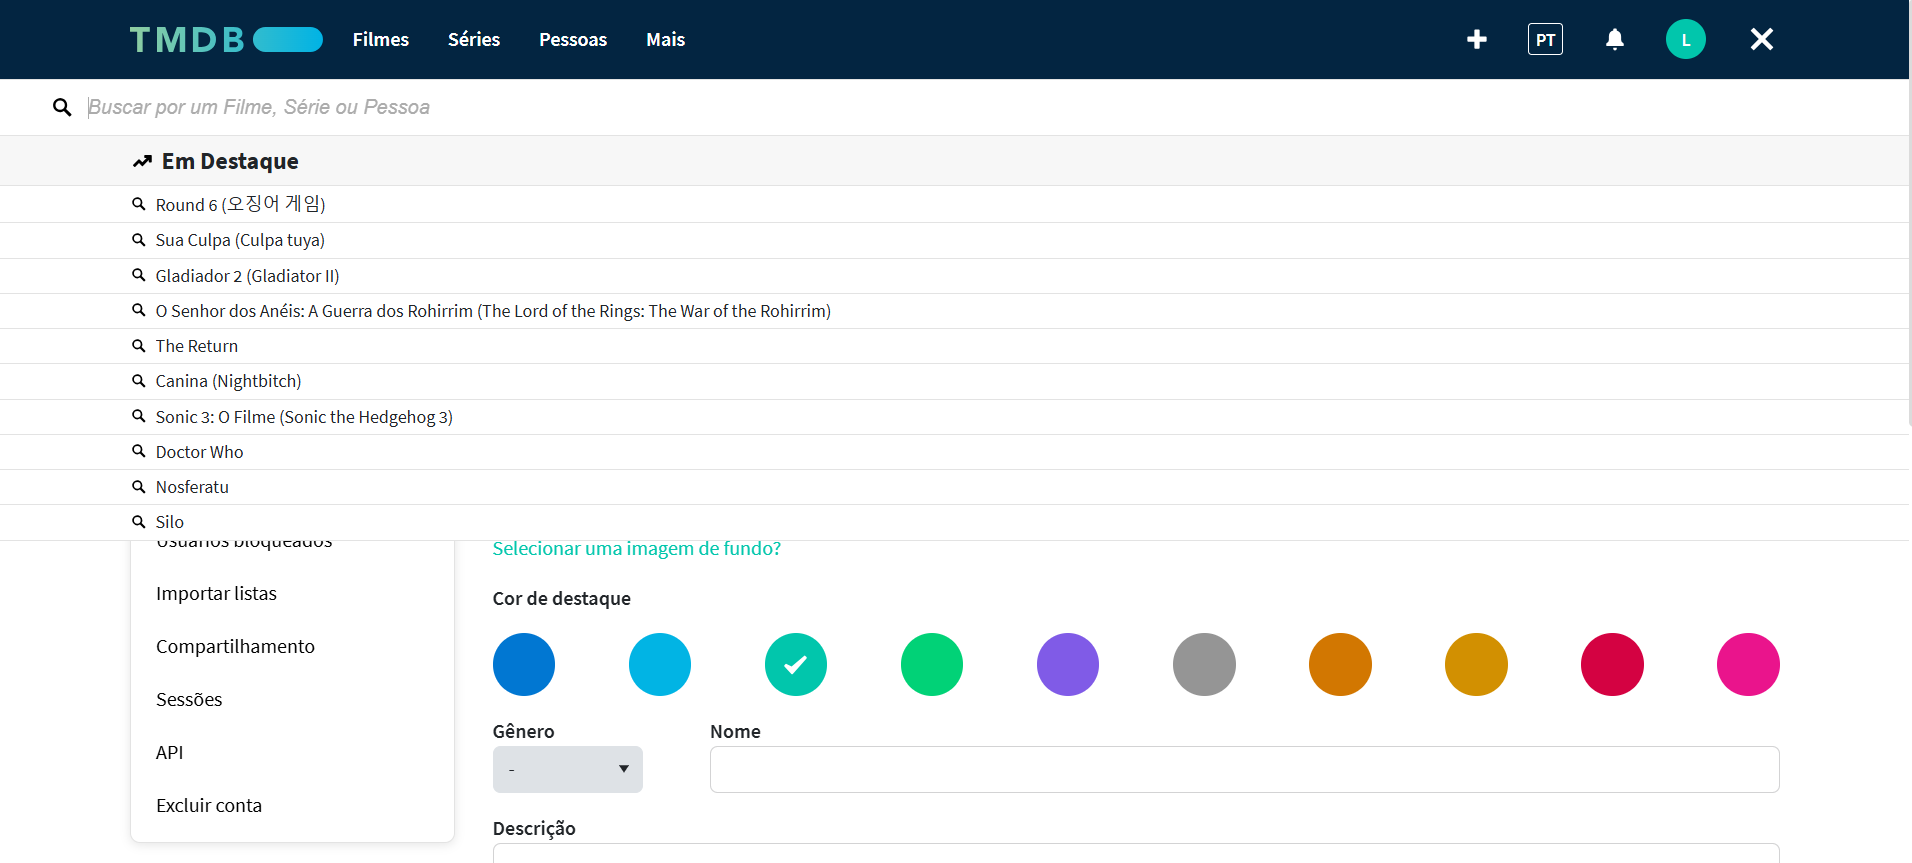 TMDB Filmes Séries Pessoas Mais PT L
Buscar por um Filme, Série ou Pessoa
Em Destaque
Round 6 (오징어 게임)
Sua Culpa (Culpa tuya)
Gladiador 2 (Gladiator II)
O Senhor dos Anéis: A Guerra dos Rohirrim (The Lord of the Rings: The War of the Rohirrim)
The Return
Canina (Nightbitch)
Sonic 3: O Filme (Sonic the Hedgehog 3)
Doctor Who
Nosferatu
Silo
Usuários bloqueados
Selecionar uma imagem de fundo?
Importar listas
Cor de destaque
Compartilhamento
Sessões
Gênero Nome
API
-
Excluir conta
Descrição